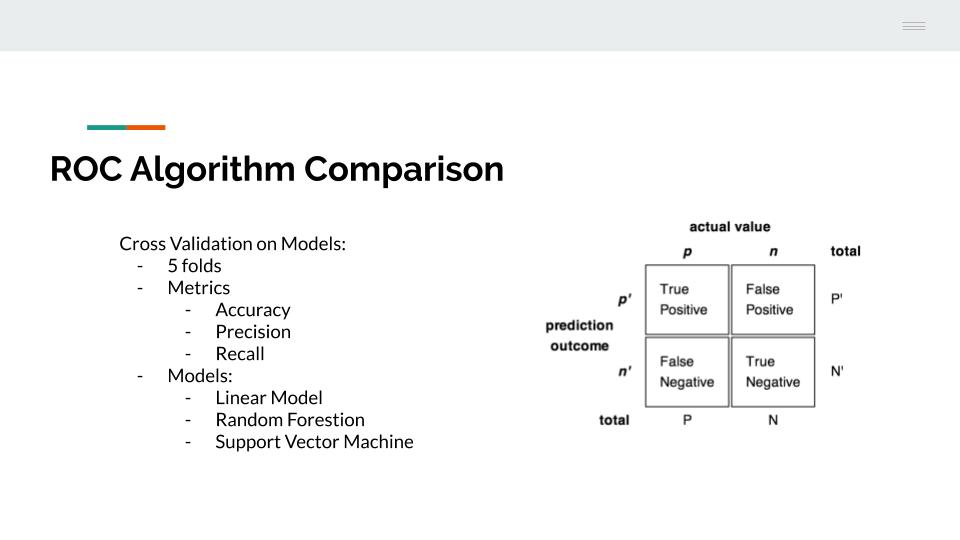 ROC Algorithm Comparison
Cross Validation on Models:
- 5 folds
- Metrics
- Accuracy
- Precision
- Recall
- Models:
- Linear Model
- Random Forestion
- Support Vector Machine
actual value
p n total
p' True Positive False Positive P'
prediction outcome
n' False Negative True Negative N'
total P N